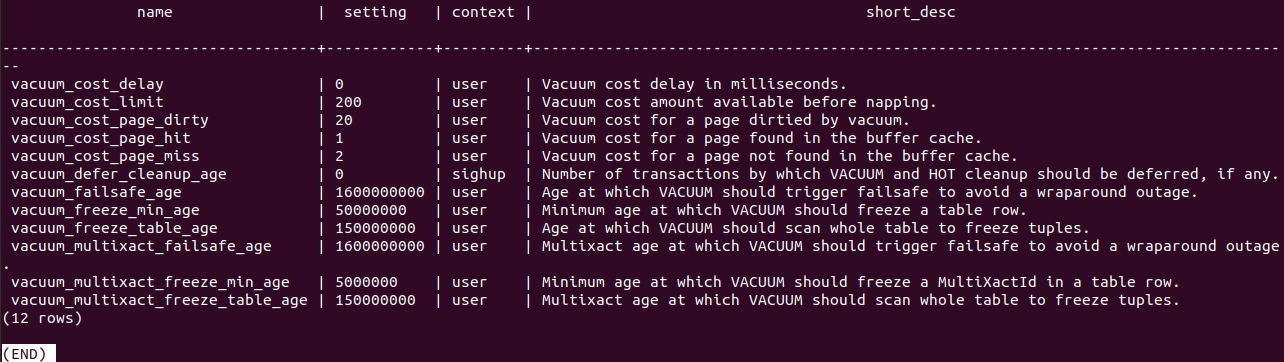 name                 |  setting   | context |                                     short_desc
-----------------------------------+------------+---------+-----------------------------------------------------------------------------------
--
 vacuum_cost_delay                 | 0          | user    | Vacuum cost delay in milliseconds.
 vacuum_cost_limit                 | 200        | user    | Vacuum cost amount available before napping.
 vacuum_cost_page_dirty            | 20         | user    | Vacuum cost for a page dirtied by vacuum.
 vacuum_cost_page_hit              | 1          | user    | Vacuum cost for a page found in the buffer cache.
 vacuum_cost_page_miss             | 2          | user    | Vacuum cost for a page not found in the buffer cache.
 vacuum_defer_cleanup_age          | 0          | sighup  | Number of transactions by which VACUUM and HOT cleanup should be deferred, if any.
 vacuum_failsafe_age               | 1600000000 | user    | Age at which VACUUM should trigger failsafe to avoid a wraparound outage.
 vacuum_freeze_min_age             | 50000000   | user    | Minimum age at which VACUUM should freeze a table row.
 vacuum_freeze_table_age           | 150000000  | user    | Age at which VACUUM should scan whole table to freeze tuples.
 vacuum_multixact_failsafe_age     | 1600000000 | user    | Multixact age at which VACUUM should trigger failsafe to avoid a wraparound outage
.
 vacuum_multixact_freeze_min_age   | 5000000    | user    | Minimum age at which VACUUM should freeze a MultiXactId in a table row.
 vacuum_multixact_freeze_table_age | 150000000  | user    | Multixact age at which VACUUM should scan whole table to freeze tuples.
(12 rows)
(END)